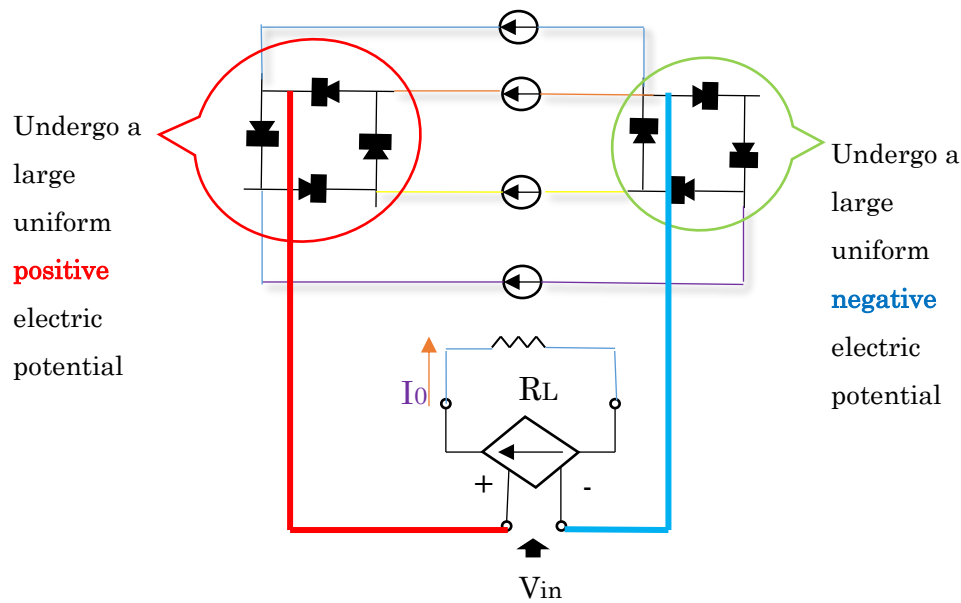 Undergo a
large
uniform
positive
electric
potential
Undergo a
large
uniform
negative
electric
potential
I0
RL
+ -
Vin